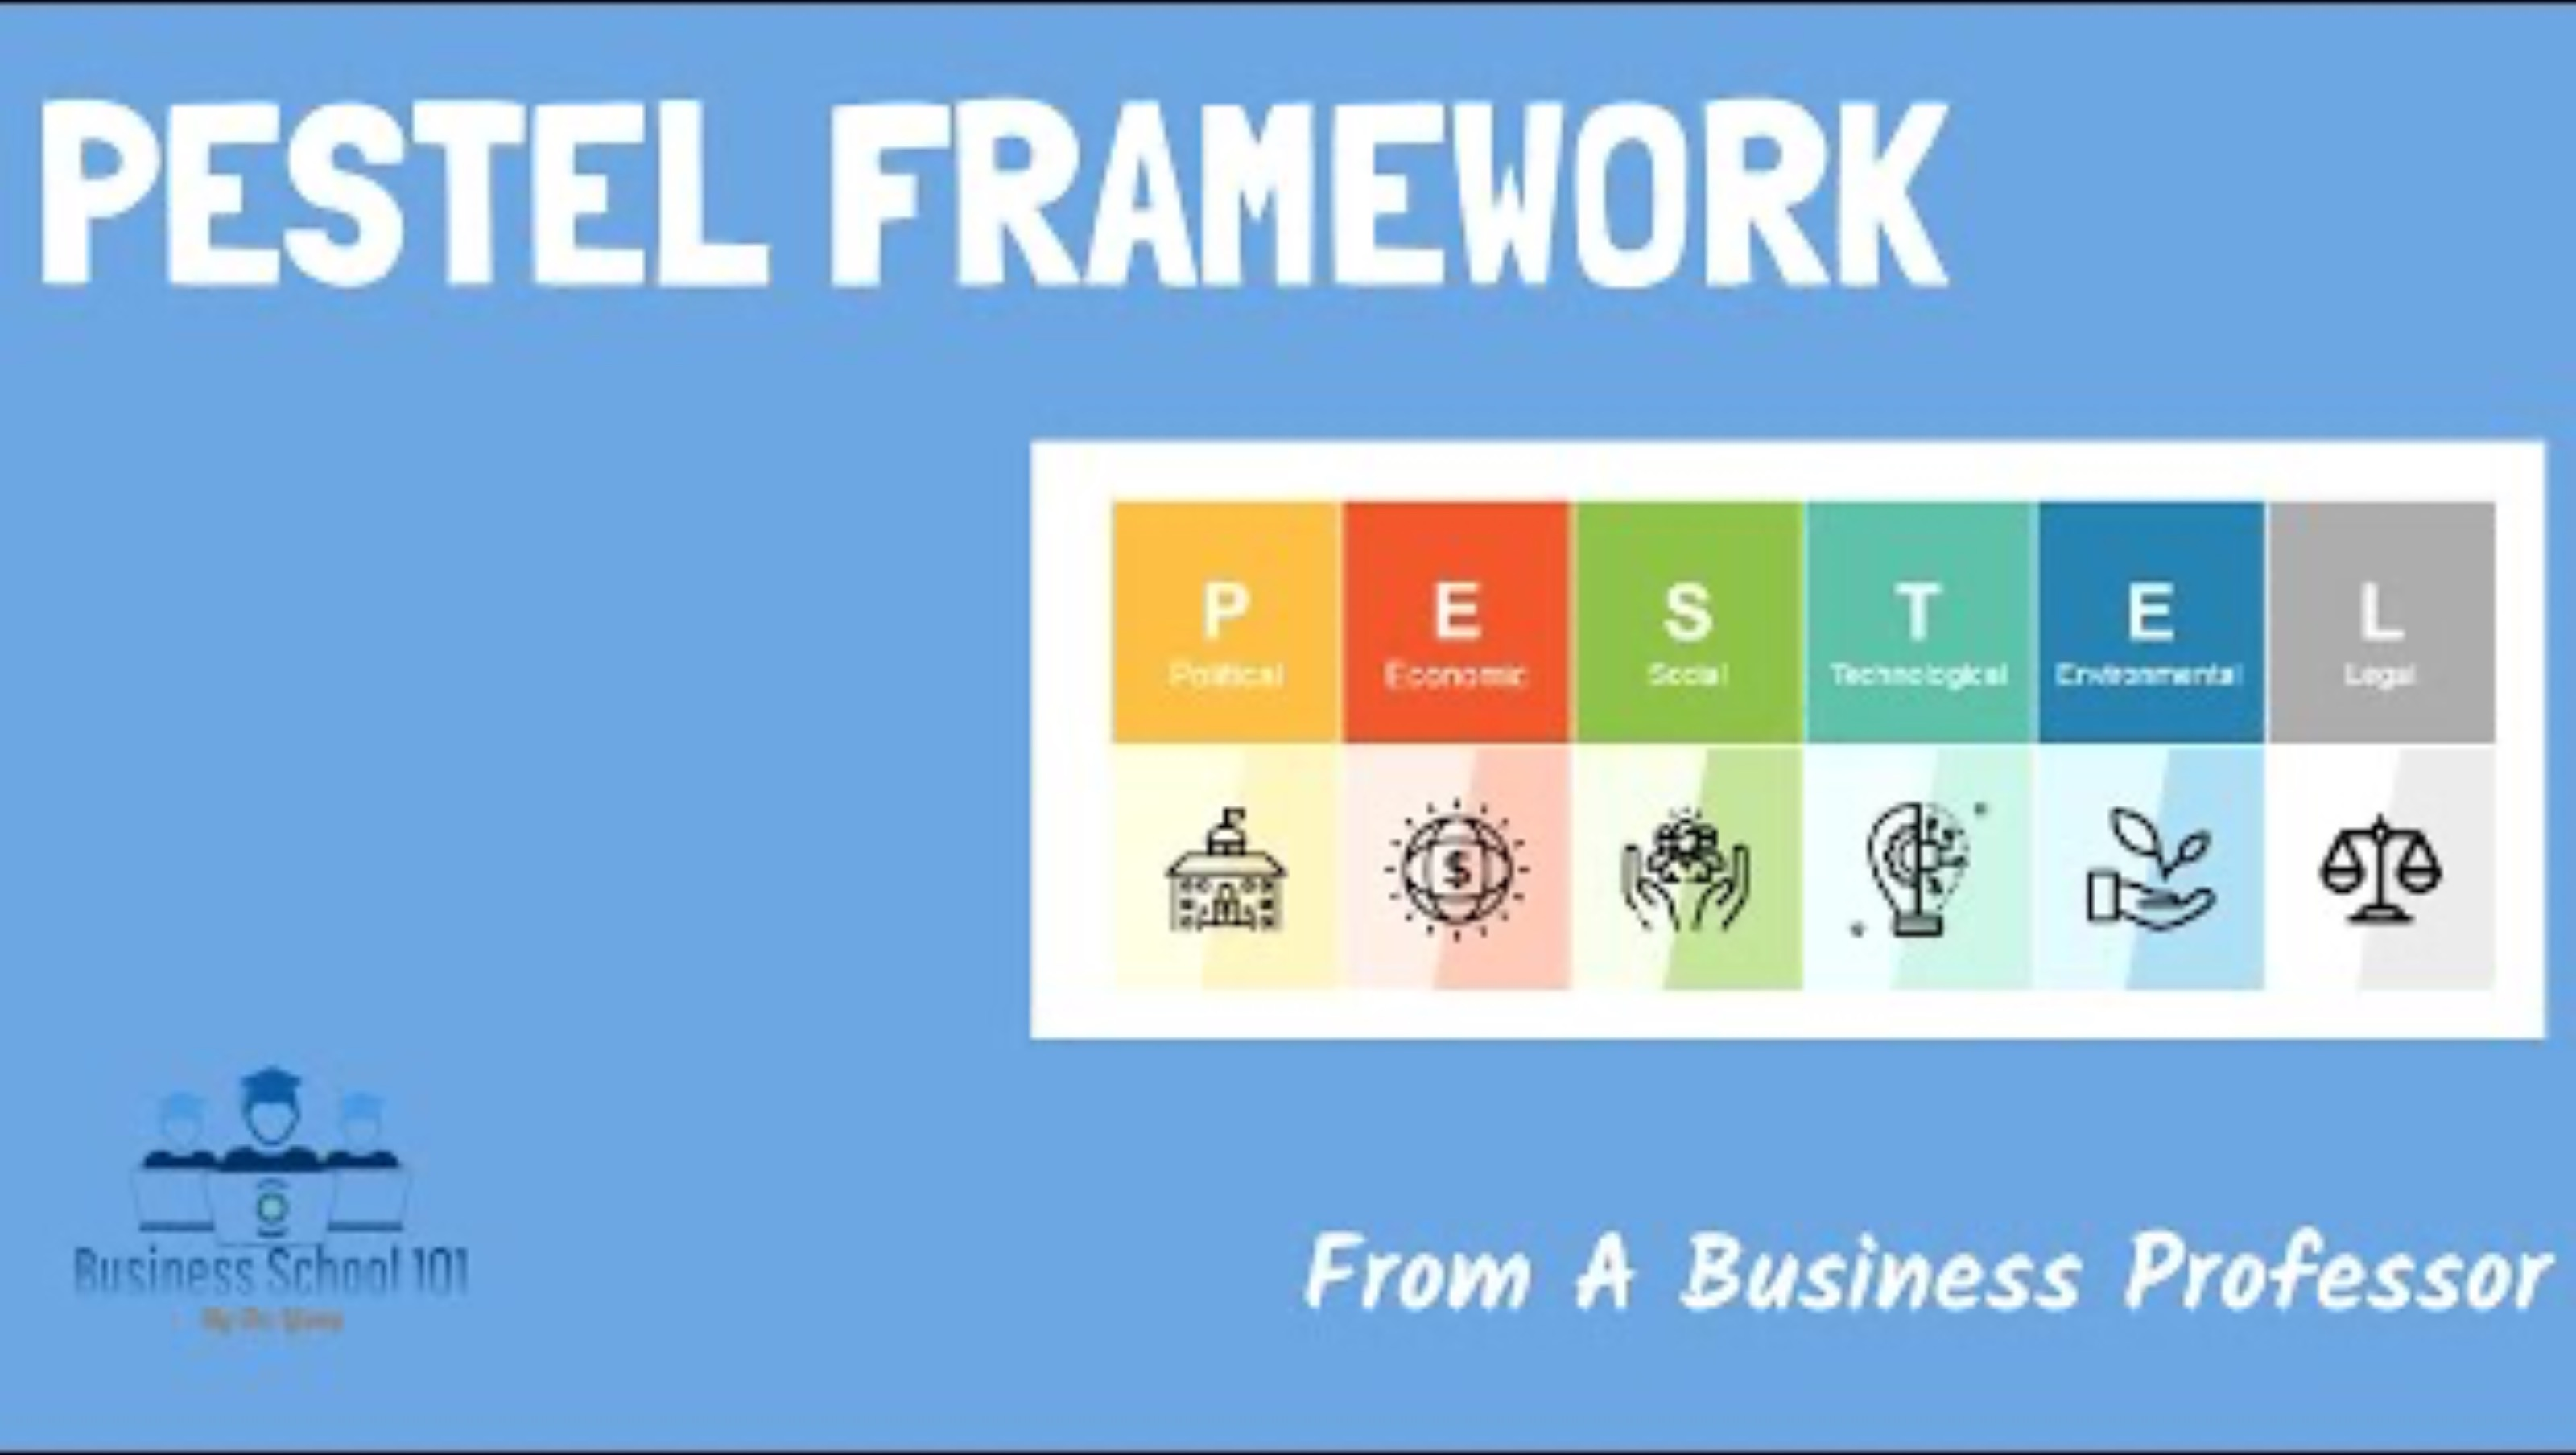 PESTEL FRAMEWORK
P E S T E L
Political Economic Social Technological Environmental Legal
$
Business School 101
From A Business Professor